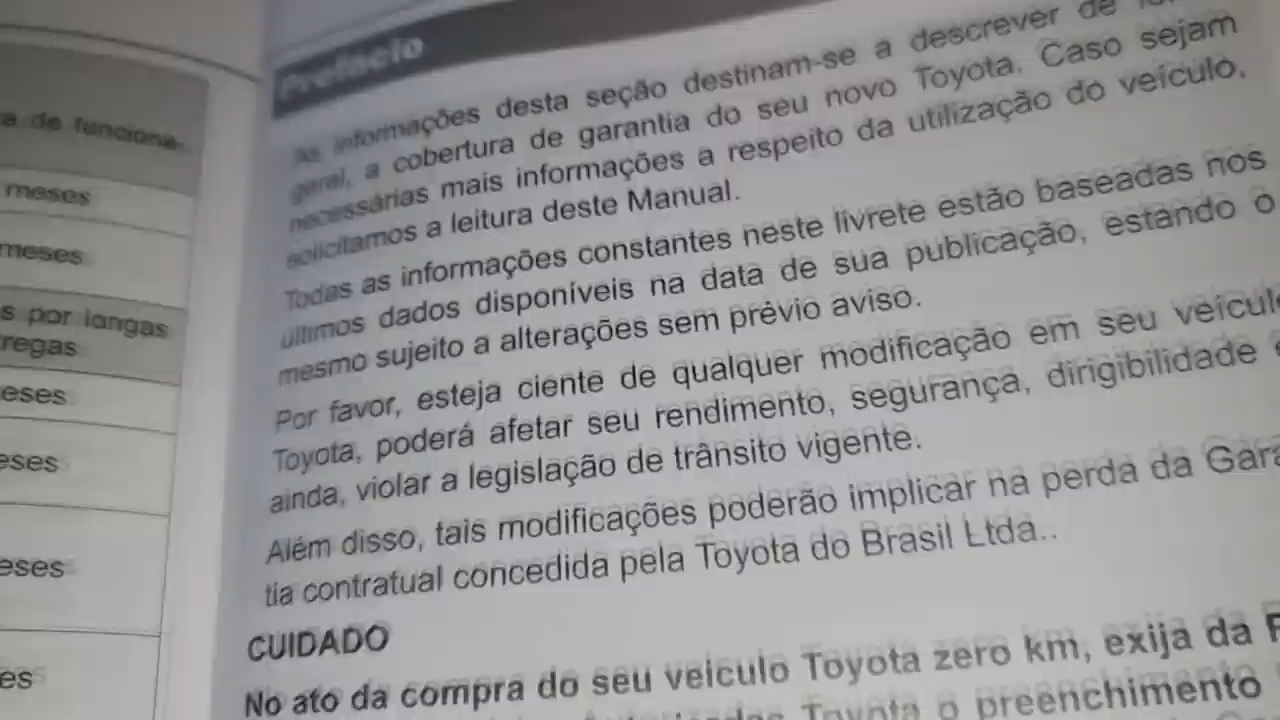 a de funciona-
meses
meses
s por longas
regas
eses
eses
eses
es
Prefácio
As informações desta seção destinam-se a descrever de
geral, a cobertura de garantia do seu novo Toyota. Caso sejam
necessárias mais informações a respeito da utilização do veículo,
solicitamos a leitura deste Manual.
Todas as informações constantes neste livrete estão baseadas nos
últimos dados disponíveis na data de sua publicação, estando o
mesmo sujeito a alterações sem prévio aviso.
Por favor, esteja ciente de qualquer modificação em seu veícul
Toyota, poderá afetar seu rendimento, segurança, dirigibilidade
ainda, violar a legislação de trânsito vigente.
Além disso, tais modificações poderão implicar na perda da Gara
tia contratual concedida pela Toyota do Brasil Ltda..
CUIDADO
No ato da compra do seu veículo Toyota zero km, exija da
Toyota o preenchimento